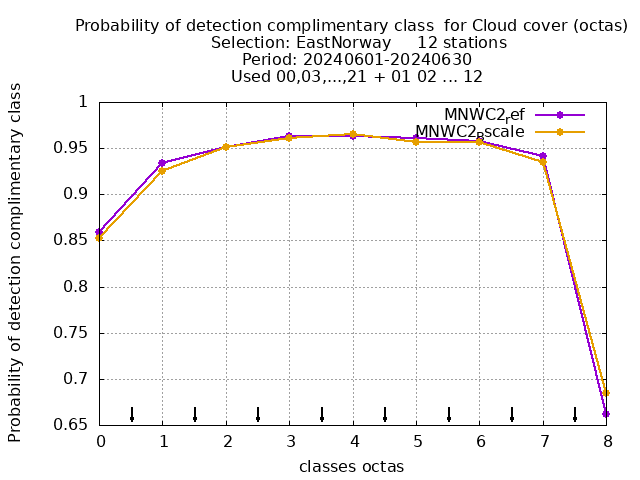 Probability of detection complimentary class  for Cloud cover (octas)
Selection: EastNorway     12 stations
Period: 20240601-20240630
Used 00,03,...,21 + 01 02 ... 12
Probability of detection complimentary class
1
0.95
0.9
0.85
0.8
0.75
0.7
0.65
MNWC2_ref
MNWC2_pscale
0 1 2 3 4 5 6 7 8
classes octas